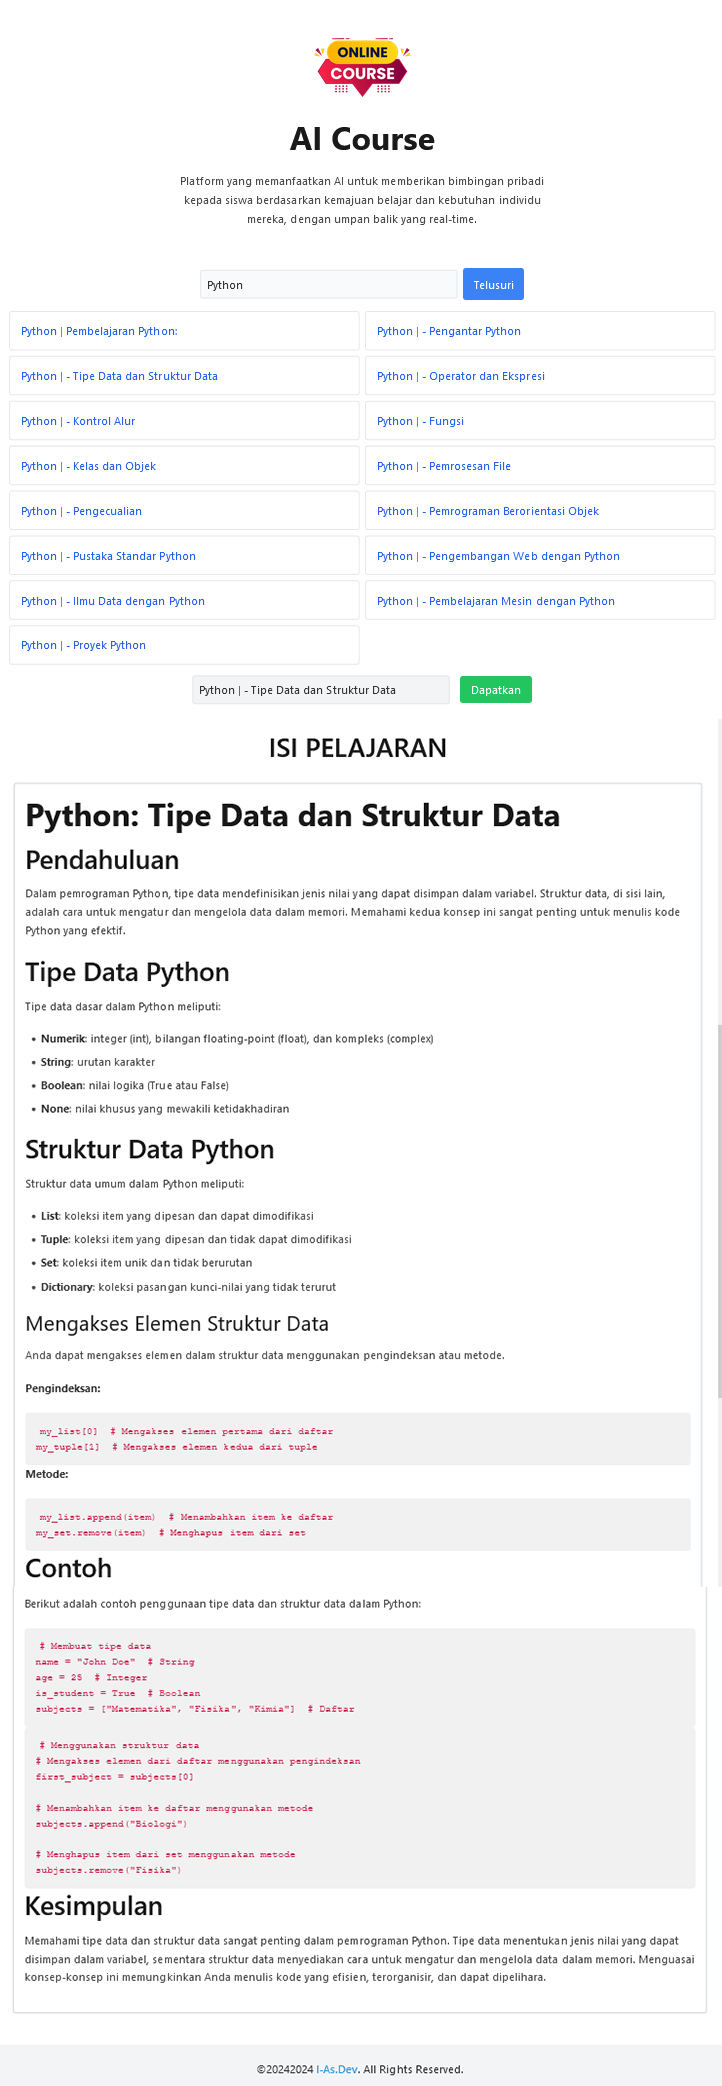 ONLINE
COURSE
AI Course
Platform yang memanfaatkan AI untuk memberikan bimbingan pribadi
kepada siswa berdasarkan kemajuan belajar dan kebutuhan individu
mereka, dengan umpan balik yang real-time.
Python
Telusuri
Python | Pembelajaran Python:
Python | - Pengantar Python
Python | - Tipe Data dan Struktur Data
Python | - Operator dan Ekspresi
Python | - Kontrol Alur
Python | - Fungsi
Python | - Kelas dan Objek
Python | - Pemrosesan File
Python | - Pengecualian
Python | - Pemrograman Berorientasi Objek
Python | - Pustaka Standar Python
Python | - Pengembangan Web dengan Python
Python | - Ilmu Data dengan Python
Python | - Pembelajaran Mesin dengan Python
Python | - Proyek Python
Python | - Tipe Data dan Struktur Data
Dapatkan
ISI PELAJARAN
Python: Tipe Data dan Struktur Data
Pendahuluan
Dalam pemrograman Python, tipe data mendefinisikan jenis nilai yang dapat disimpan dalam variabel. Struktur data, di sisi lain,
adalah cara untuk mengatur dan mengelola data dalam memori. Memahami kedua konsep ini sangat penting untuk menulis kode
Python yang efektif.
Tipe Data Python
Tipe data dasar dalam Python meliputi:
• Numerik: integer (int), bilangan floating-point (float), dan kompleks (complex)
• String: urutan karakter
• Boolean: nilai logika (True atau False)
• None: nilai khusus yang mewakili ketidakhadiran
Struktur Data Python
Struktur data umum dalam Python meliputi:
• List: koleksi item yang dipesan dan dapat dimodifikasi
• Tuple: koleksi item yang dipesan dan tidak dapat dimodifikasi
• Set: koleksi item unik dan tidak berurutan
• Dictionary: koleksi pasangan kunci-nilai yang tidak terurut
Mengakses Elemen Struktur Data
Anda dapat mengakses elemen dalam struktur data menggunakan pengindeksan atau metode.
Pengindeksan:
my_list[0]  # Mengakses elemen pertama dari daftar
my_tuple[1]  # Mengakses elemen kedua dari tuple
Metode:
my_list.append(item)  # Menambahkan item ke daftar
my_set.remove(item)  # Menghapus item dari set
Contoh
Berikut adalah contoh penggunaan tipe data dan struktur data dalam Python:
# Membuat tipe data
name = "John Doe"  # String
age = 25  # Integer
is_student = True  # Boolean
subjects = ["Matematika", "Fisika", "Kimia"]  # Daftar
# Menggunakan struktur data
# Mengakses elemen dari daftar menggunakan pengindeksan
first_subject = subjects[0]
# Menambahkan item ke daftar menggunakan metode
subjects.append("Biologi")
# Menghapus item dari set menggunakan metode
subjects.remove("Fisika")
Kesimpulan
Memahami tipe data dan struktur data sangat penting dalam pemrograman Python. Tipe data menentukan jenis nilai yang dapat
disimpan dalam variabel, sementara struktur data menyediakan cara untuk mengatur dan mengelola data dalam memori. Menguasai
konsep-konsep ini memungkinkan Anda menulis kode yang efisien, terorganisir, dan dapat dipelihara.
©20242024 I-As.Dev. All Rights Reserved.